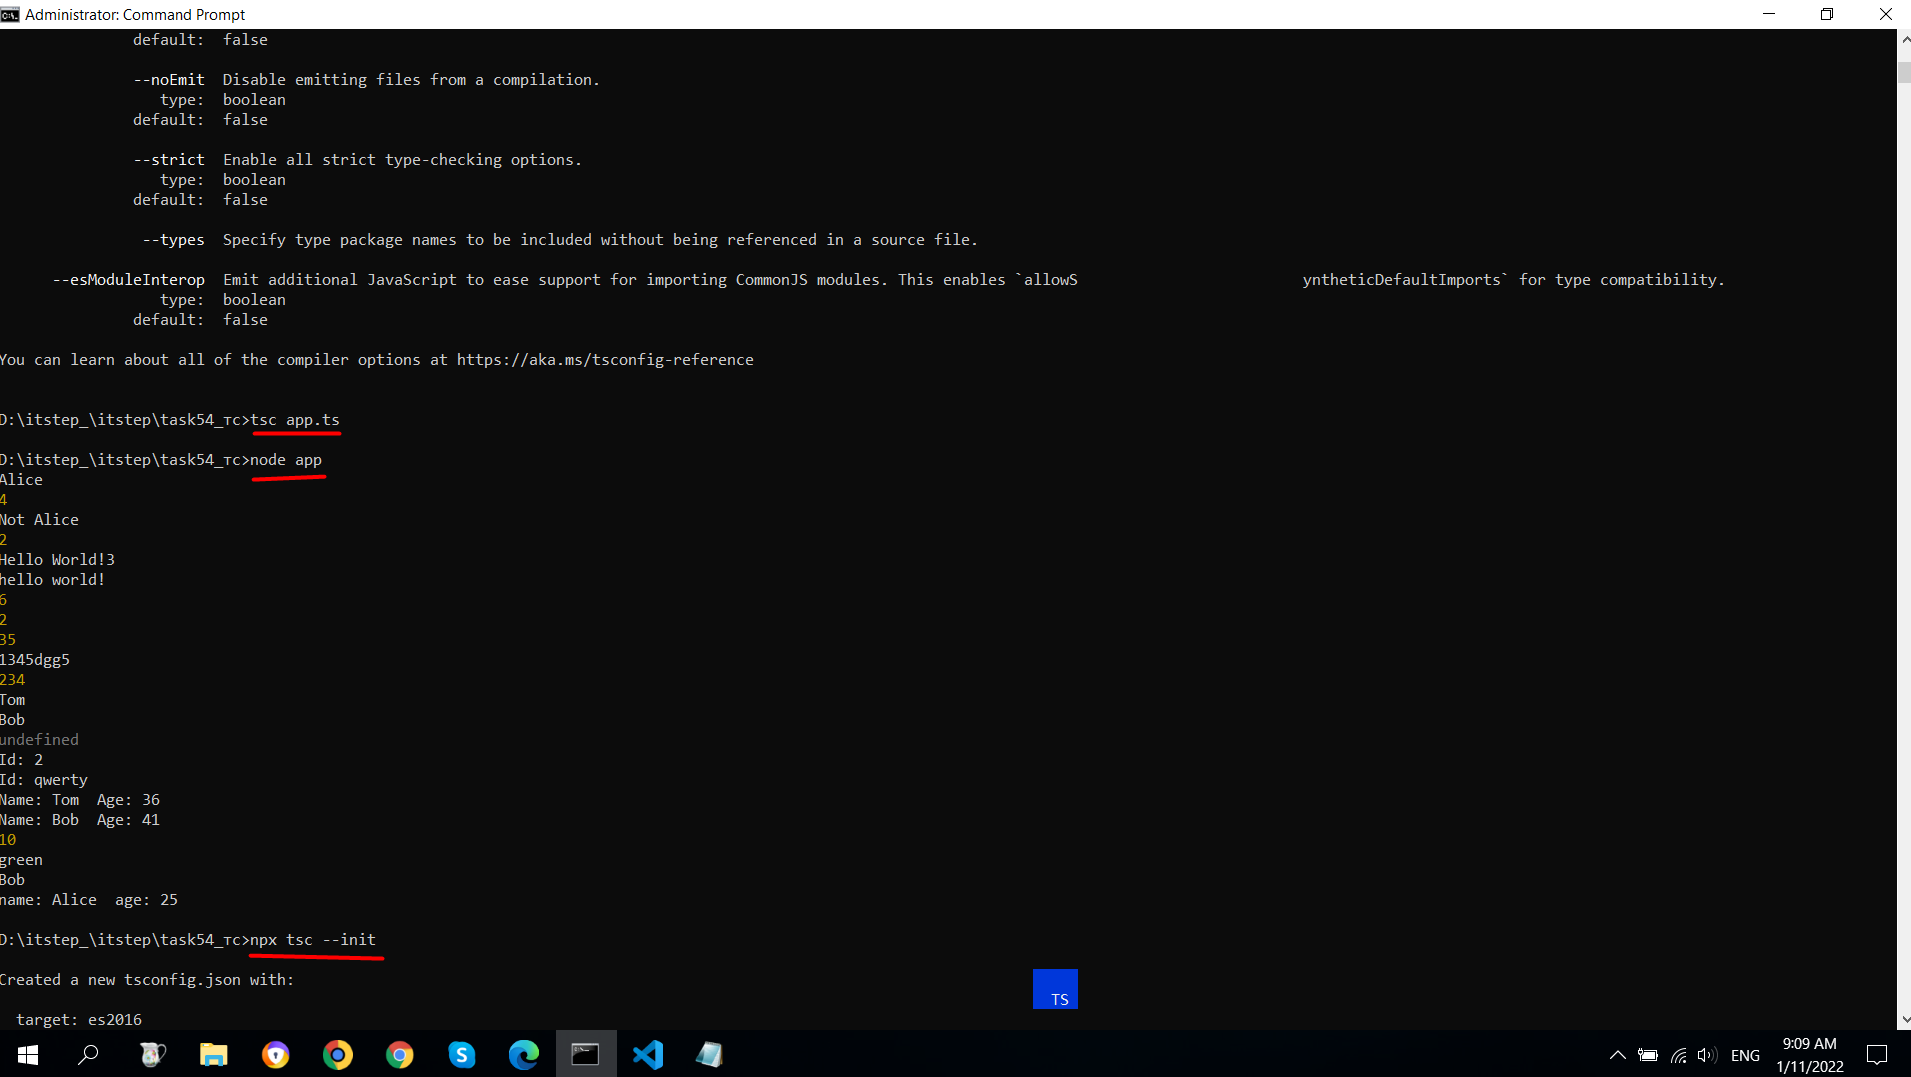 Administrator: Command Prompt
default: false
--noEmit Disable emitting files from a compilation.
type: boolean
default: false
--strict Enable all strict type-checking options.
type: boolean
default: false
--types Specify type package names to be included without being referenced in a source file.
--esModuleInterop Emit additional JavaScript to ease support for importing CommonJS modules. This enables `allowS yntheticDefaultImports` for type compatibility.
type: boolean
default: false
You can learn about all of the compiler options at https://aka.ms/tsconfig-reference
D:\itstep_\itstep\task54_тс>tsc app.ts
D:\itstep_\itstep\task54_тс>node app
Alice
4
Not Alice
2
Hello World!3
hello world!
6
2
35
1345dgg5
234
Tom
Bob
undefined
Id: 2
Id: qwerty
Name: Tom Age: 36
Name: Bob Age: 41
10
green
Bob
name: Alice age: 25
D:\itstep_\itstep\task54_тс>npx tsc --init
Created a new tsconfig.json with:
TS
target: es2016
ENG
9:09 AM
1/11/2022